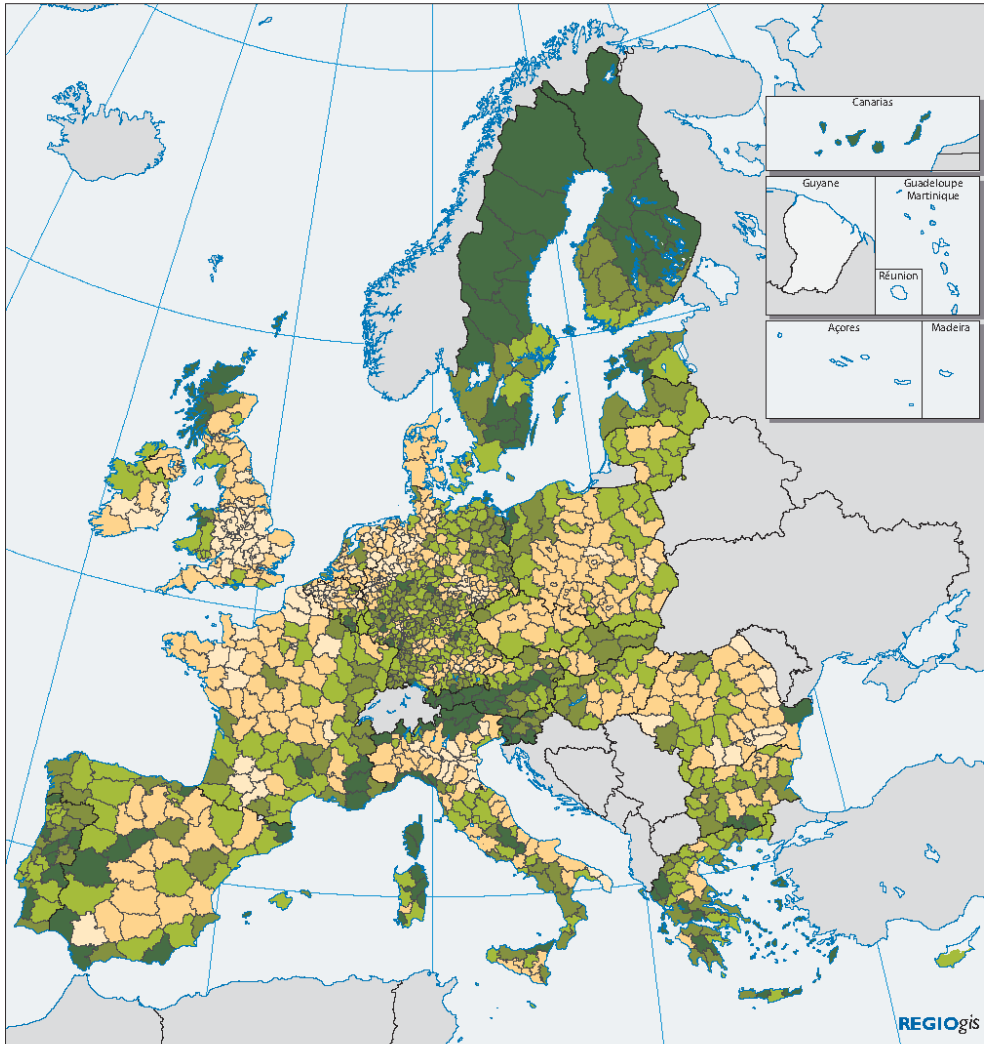 Canarias
Guyane
Guadeloupe
Martinique
Réunion
Açores
Madeira
REGIOgis